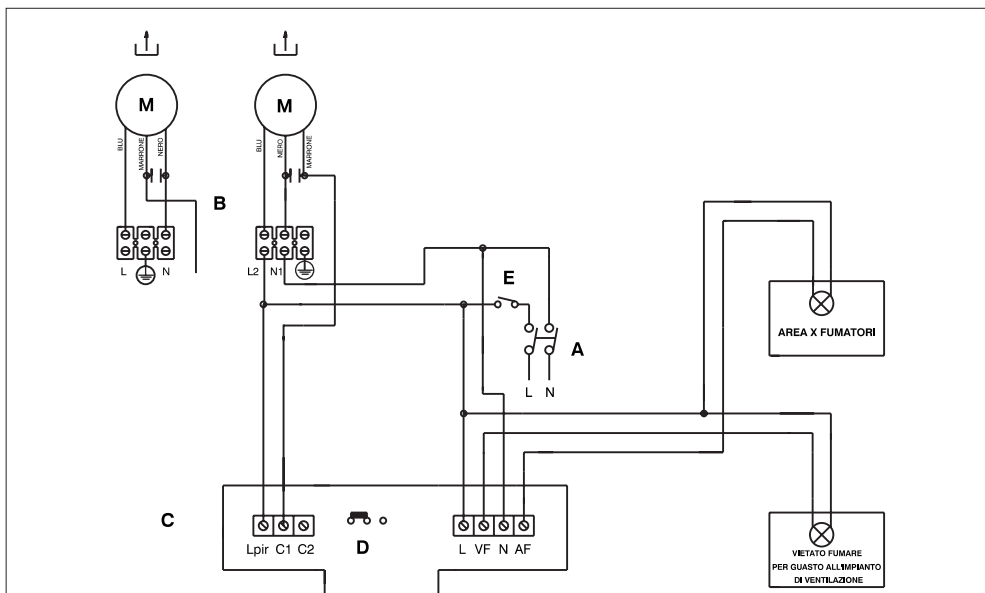 M
M
BLU
MARRONE
NERO
BLU
NERO
MARRONE
B
L
N
L2
N1
E
A
L
N
AREA X FUMATORI
C
Lpir
C1
C2
D
L
VF
N
AF
VIETATO FUMARE
PER GUASTO ALL'IMPIANTO
DI VENTILAZIONE